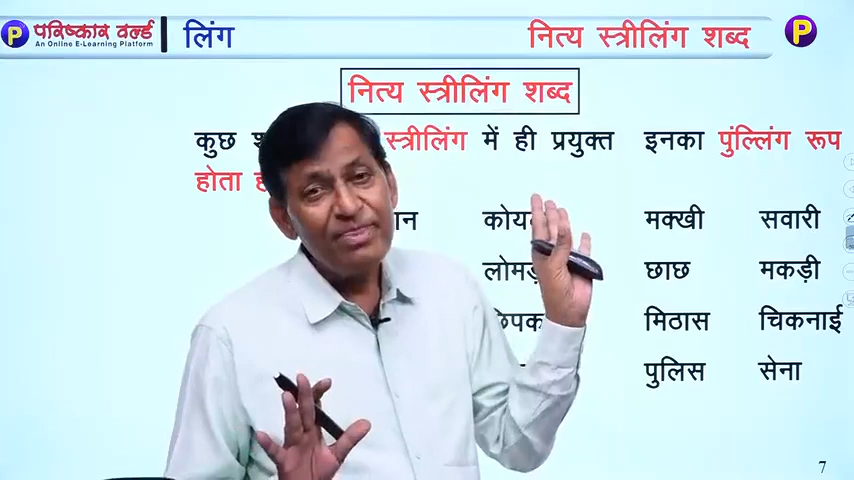 परिष्कार वर्ल्ड
An Online E-Learning Platform
लिंग
नित्य स्त्रीलिंग शब्द
नित्य स्त्रीलिंग शब्द
कुछ स्त्रीलिंग में ही प्रयुक्त इनका पुंल्लिंग रूप
होता
मक्खी सवारी
छाछ मकड़ी
मिठास चिकनाई
पुलिस सेना
7